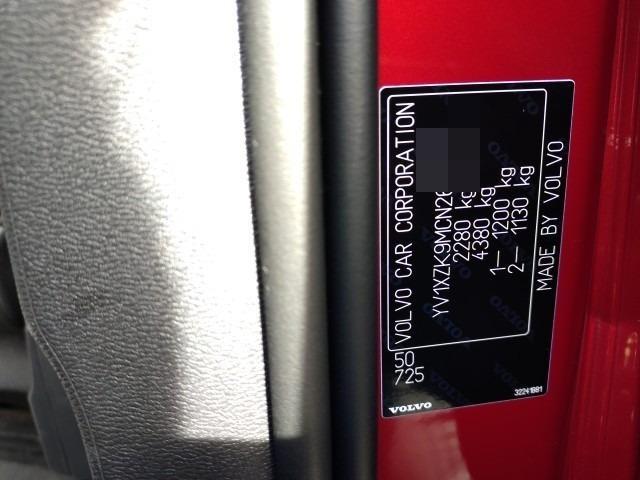 VOLVO CAR CORPORATION
YV1XZK9MCN2
2280 kg
4380 kg
1— 1200 kg
2— 1130 kg
MADE BY VOLVO
50
725
VOLVO
32241881